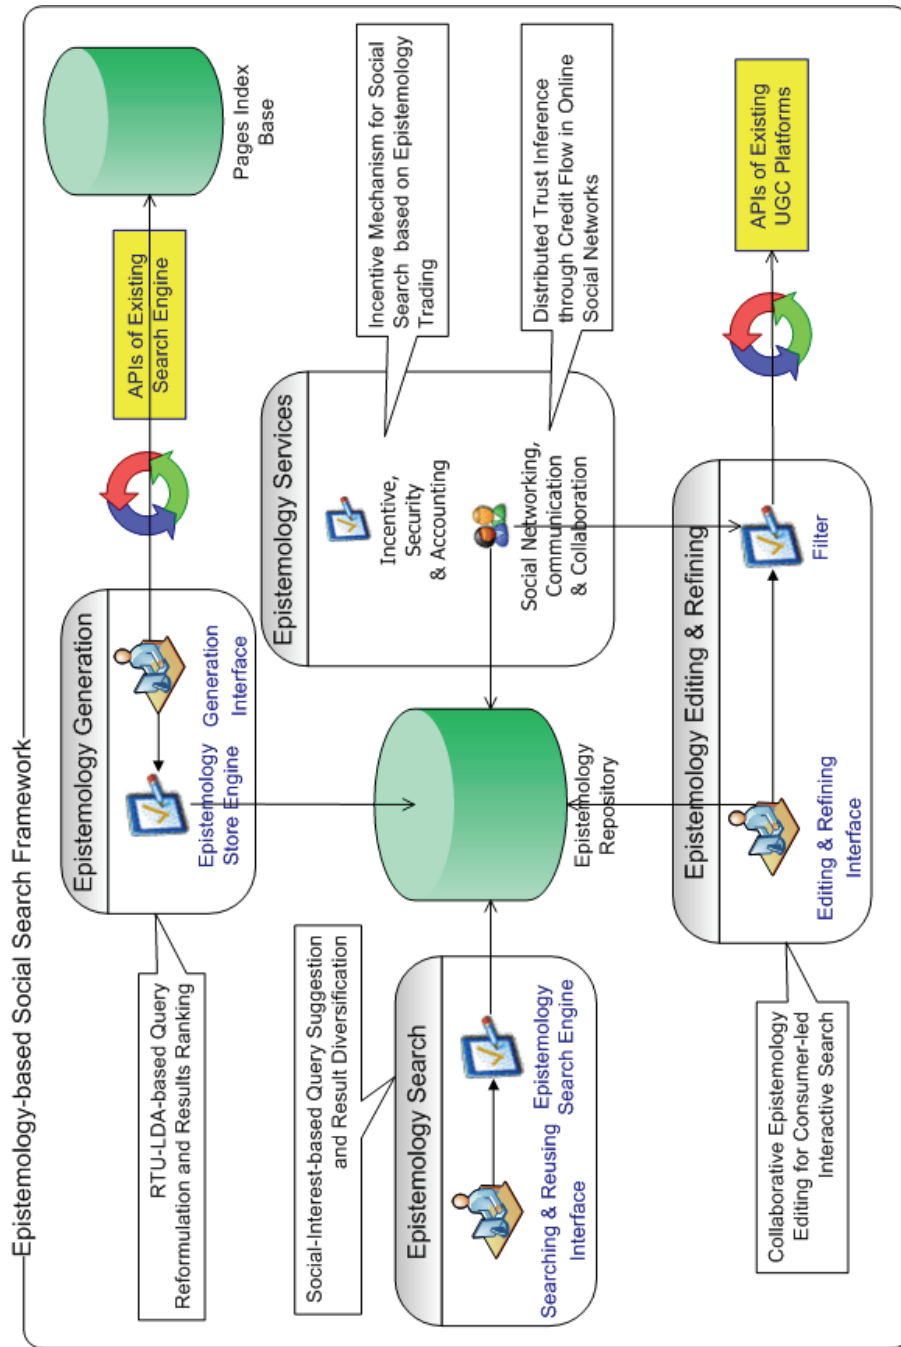 Epistemology-based Social Search Framework
RTU-LDA-based Query
Reformulation and Results Ranking
Epistemology Generation
Epistemology
Store Engine
Generation
Interface
APIs of Existing
Search Engine
Pages Index
Base
Social-Interest-based Query Suggestion
and Result Diversification
Epistemology Search
Searching & Reusing
Interface
Epistemology
Search Engine
Epistemology
Repository
Epistemology Services
Incentive,
Security
& Accounting
Social Networking,
Communication
& Collaboration
Incentive Mechanism for Social
Search based on Epistemology
Trading
Distributed Trust Inference
through Credit Flow in Online
Social Networks
Collaborative Epistemology
Editing for Consumer-led
Interactive Search
Epistemology Editing & Refining
Editing & Refining
Interface
Filter
APIs of Existing
UGC Platforms